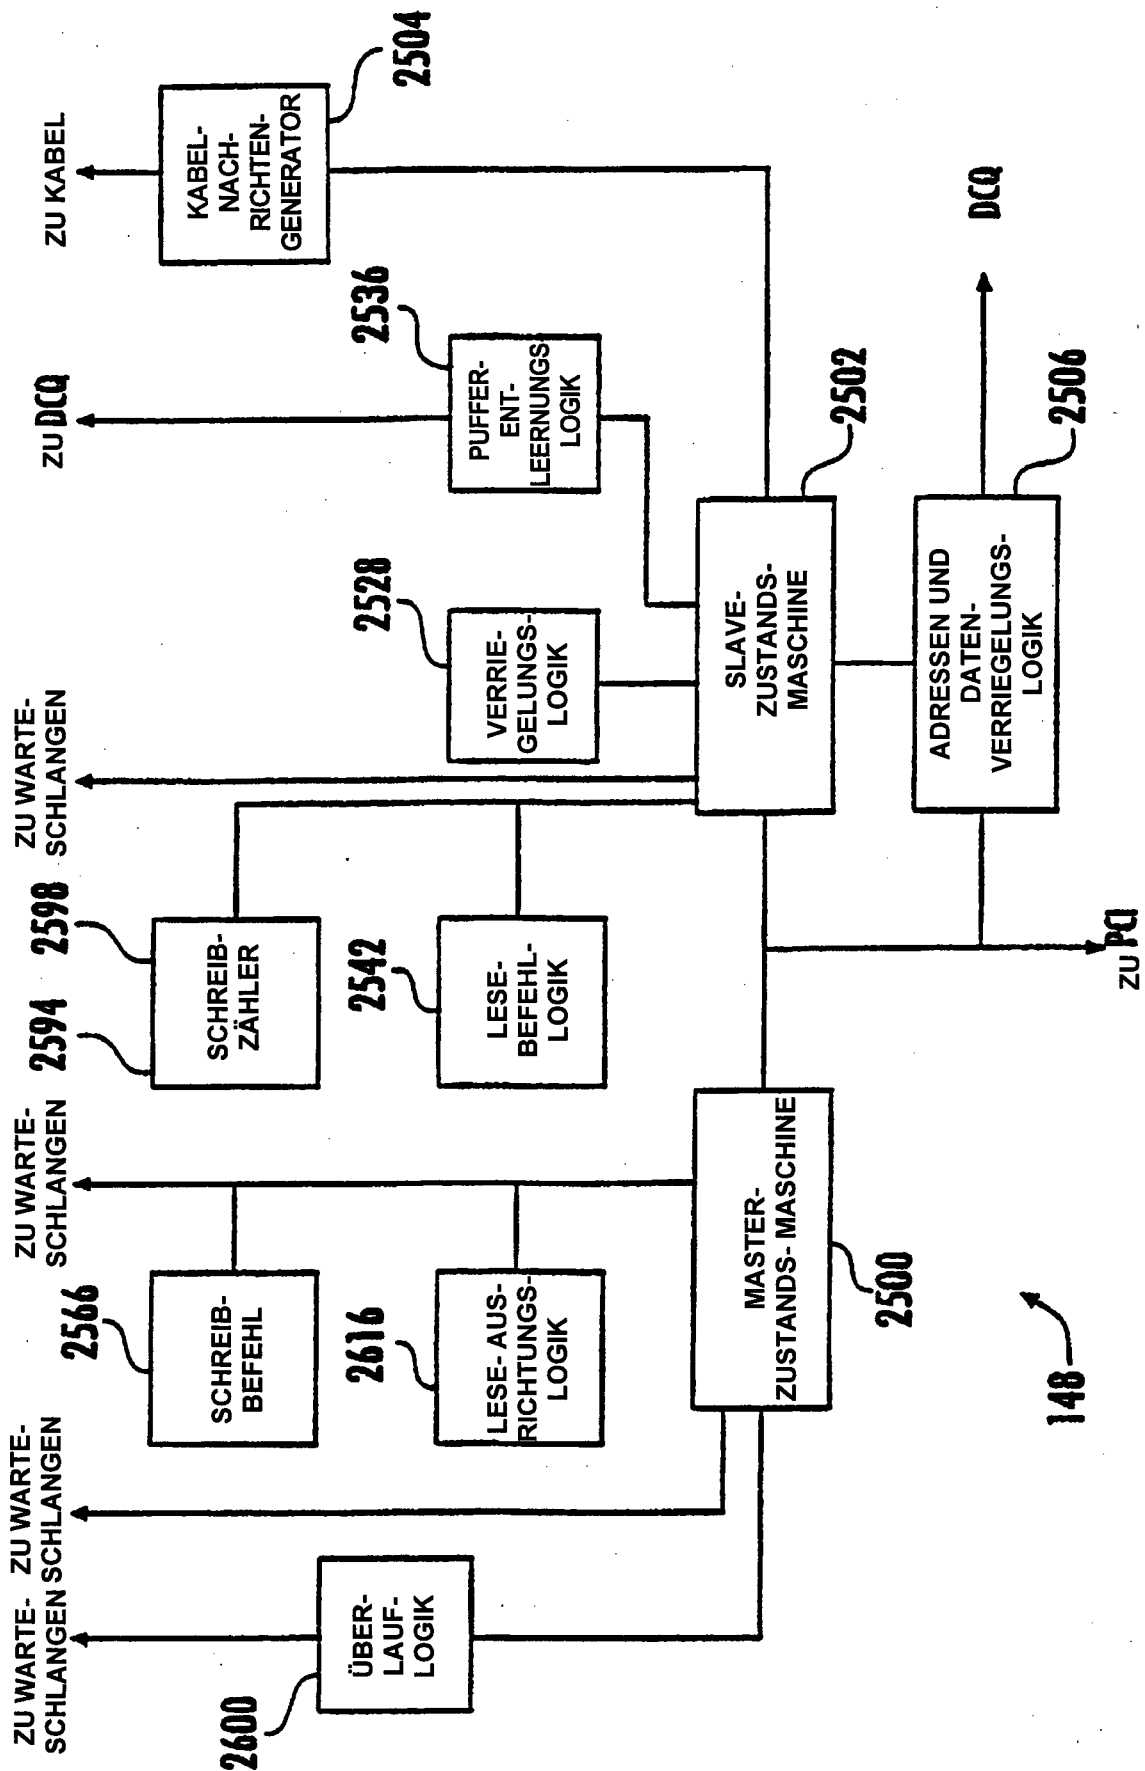 ZU WARTE-
SCHLANGEN
ZU WARTE-
SCHLANGEN
ZU WARTE-
SCHLANGEN
ZU WARTE-
SCHLANGEN
ZU DCQ
ZU KABEL
2600
ÜBER-
LAUF-
LOGIK
2566
SCHREIB-
BEFEHL
2616
LESE- AUS-
RICHTUNGS-
LOGIK
2594
2598
SCHREIB-
ZÄHLER
2542
LESE-
BEFEHL-
LOGIK
2528
VERRIE-
GELUNGS-
LOGIK
2536
PUFFER-
ENT-
LEERNUNGS-
LOGIK
KABEL-
NACH-
RICHTEN-
GENERATOR
2504
MASTER-
ZUSTANDS- MASCHINE
2500
SLAVE-
ZUSTANDS-
MASCHINE
2502
ADRESSEN UND
DATEN-
VERRIEGELUNGS-
LOGIK
2506
DCQ
ZU PCI
148